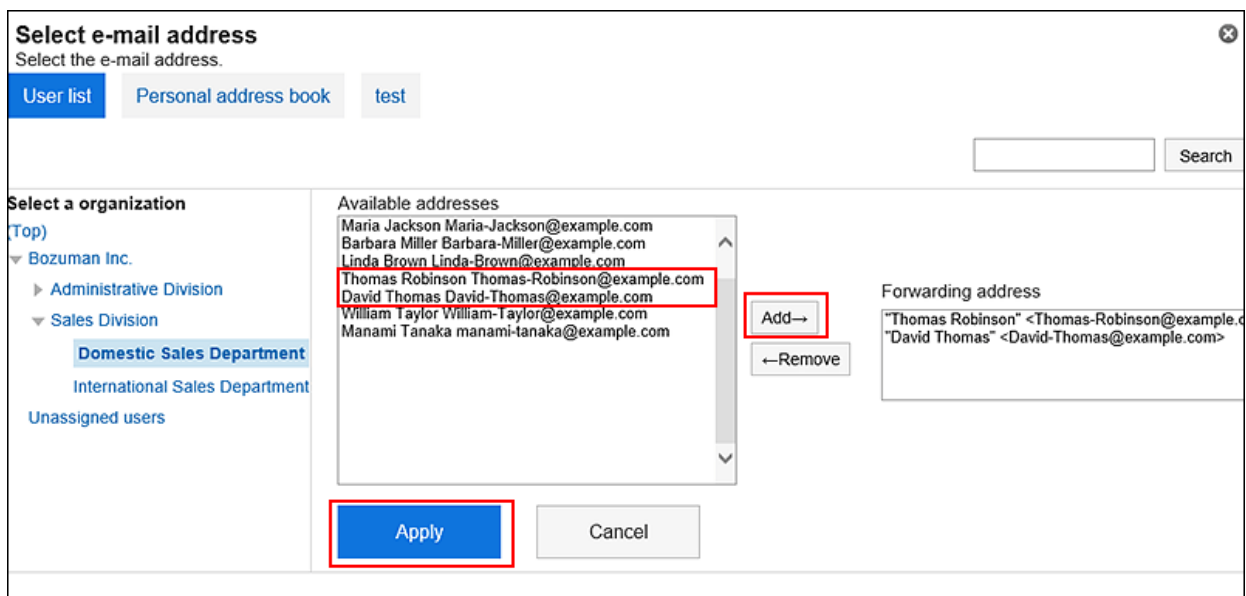 Select e-mail address
Select the e-mail address.
User list
Personal address book
test
Search
Select a organization
(Top)
Bozuman Inc.
Administrative Division
Sales Division
Domestic Sales Department
International Sales Department
Unassigned users
Available addresses
Maria Jackson Maria-Jackson@example.com
Barbara Miller Barbara-Miller@example.com
Linda Brown Linda-Brown@example.com
Thomas Robinson Thomas-Robinson@example.com
David Thomas David-Thomas@example.com
William Taylor William-Taylor@example.com
Manami Tanaka manami-tanaka@example.com
Add→
←Remove
Forwarding address
"Thomas Robinson" <Thomas-Robinson@example.c
"David Thomas" <David-Thomas@example.com>
Apply
Cancel